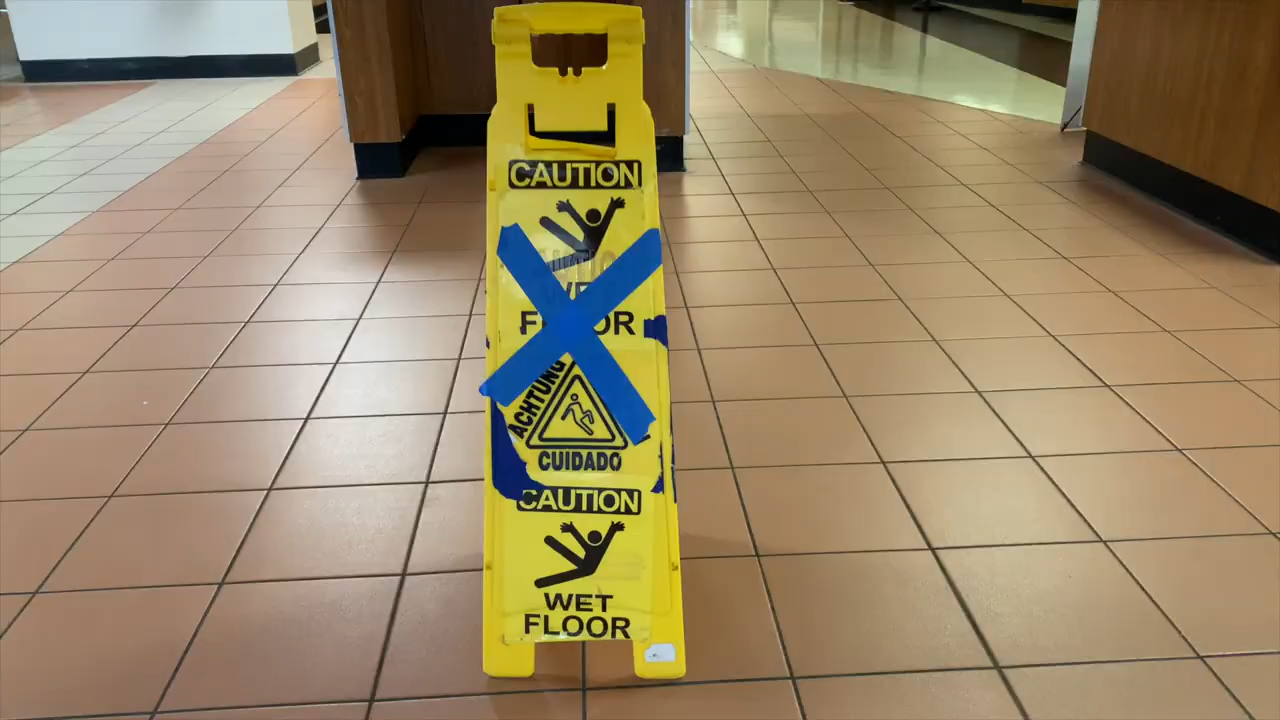 CAUTION
FLOOR
ACHTUNG
CUIDADO
CAUTION
WET
FLOOR